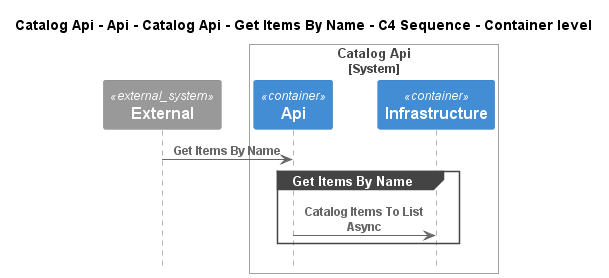 Catalog Api - Api - Catalog Api - Get Items By Name - C4 Sequence - Container level
Catalog Api
[System]
«external_system» «container» «container»
External Api Infrastructure
Get Items By Name
Get Items By Name
Catalog Items To List
Async